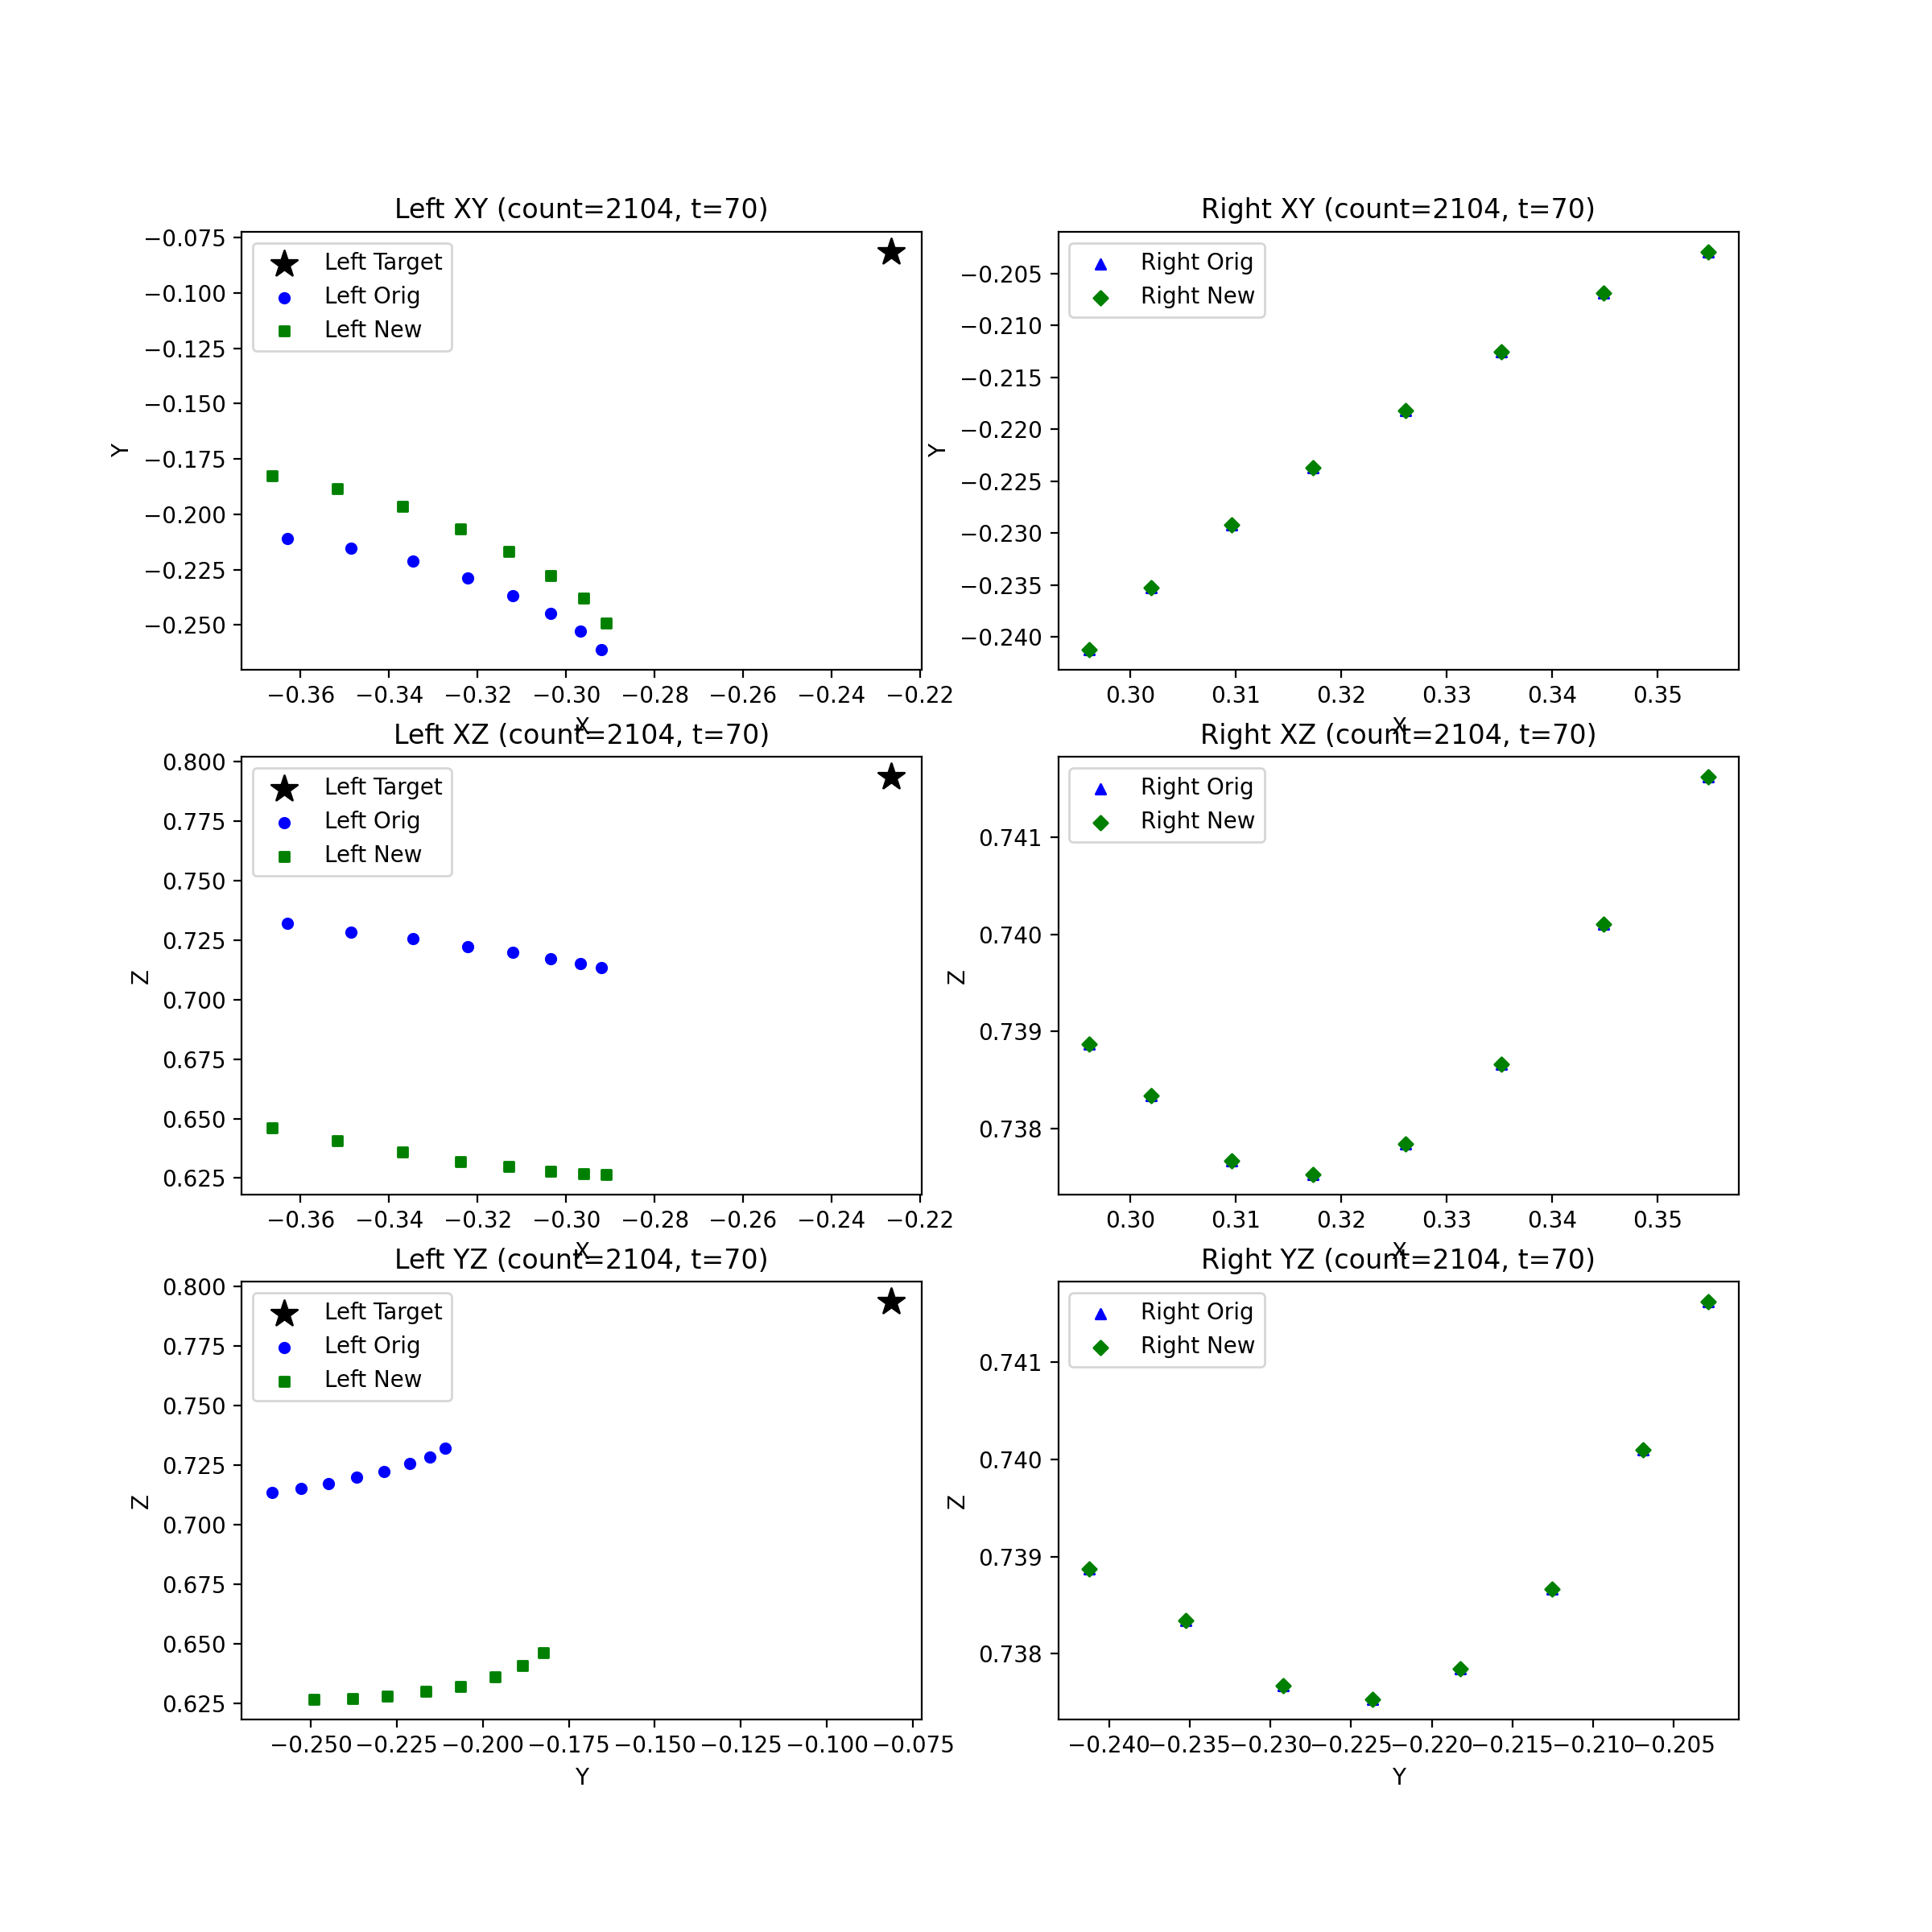 Left XY (count=2104, t=70)
Right XY (count=2104, t=70)
−0.075
−0.100
−0.125
−0.150
−0.175
−0.200
−0.225
−0.250
Y
Left Target
Left Orig
Left New
−0.36
−0.34
−0.32
−0.30
−0.28
−0.26
−0.24
−0.22
X
−0.205
−0.210
−0.215
−0.220
−0.225
−0.230
−0.235
−0.240
Y
Right Orig
Right New
0.30
0.31
0.32
0.33
0.34
0.35
X
Left XZ (count=2104, t=70)
Right XZ (count=2104, t=70)
0.800
0.775
0.750
0.725
0.700
0.675
0.650
0.625
Z
Left Target
Left Orig
Left New
−0.36
−0.34
−0.32
−0.30
−0.28
−0.26
−0.24
−0.22
X
0.741
0.740
0.739
0.738
Z
Right Orig
Right New
0.30
0.31
0.32
0.33
0.34
0.35
X
Left YZ (count=2104, t=70)
Right YZ (count=2104, t=70)
0.800
0.775
0.750
0.725
0.700
0.675
0.650
0.625
Z
Left Target
Left Orig
Left New
−0.250
−0.225
−0.200
−0.175
−0.150
−0.125
−0.100
−0.075
Y
0.741
0.740
0.739
0.738
Z
Right Orig
Right New
−0.240
−0.235
−0.230
−0.225
−0.220
−0.215
−0.210
−0.205
Y